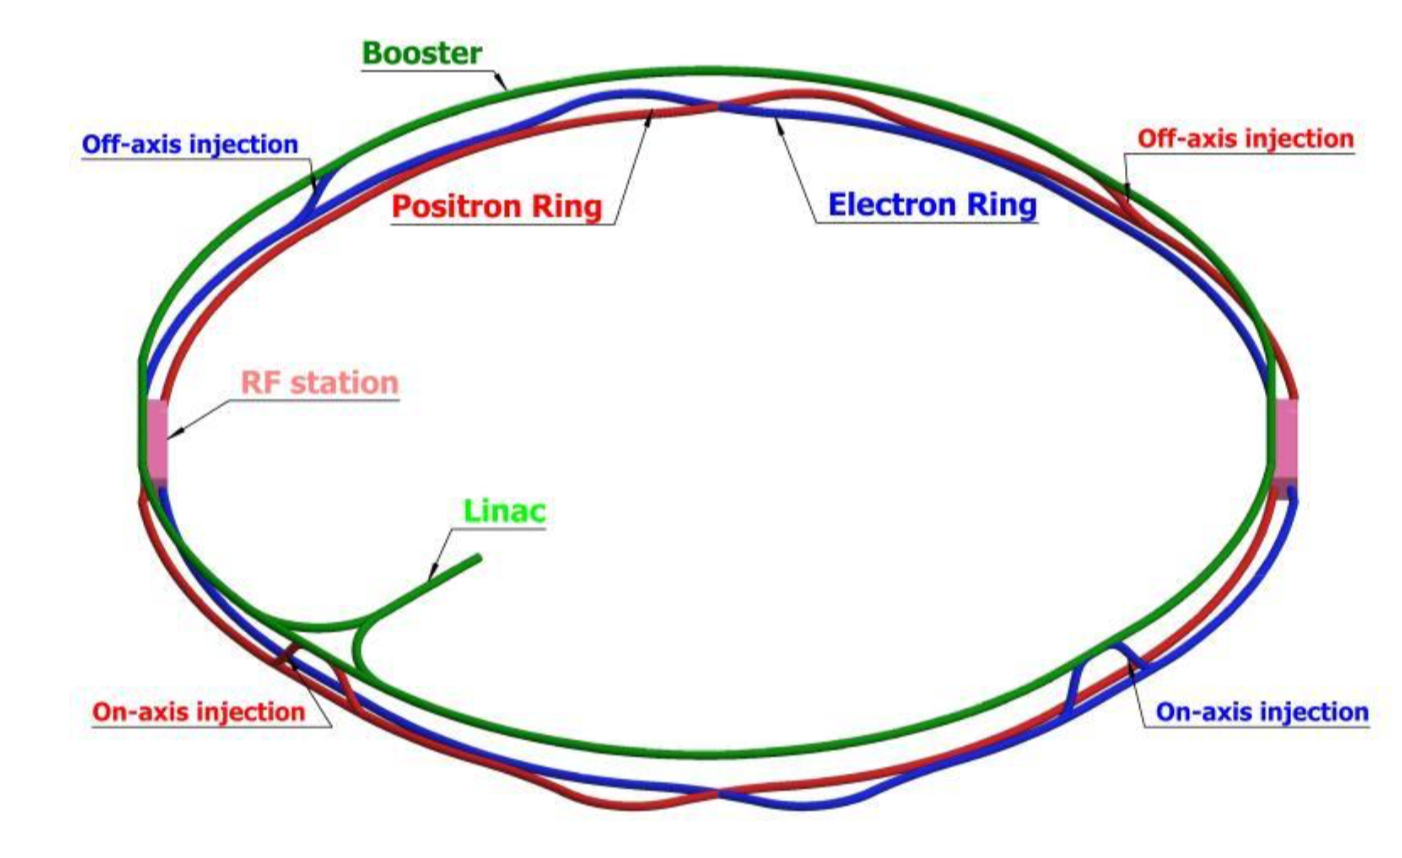 Booster
Off-axis injection
Off-axis injection
Positron Ring
Electron Ring
RF station
Linac
On-axis injection
On-axis injection